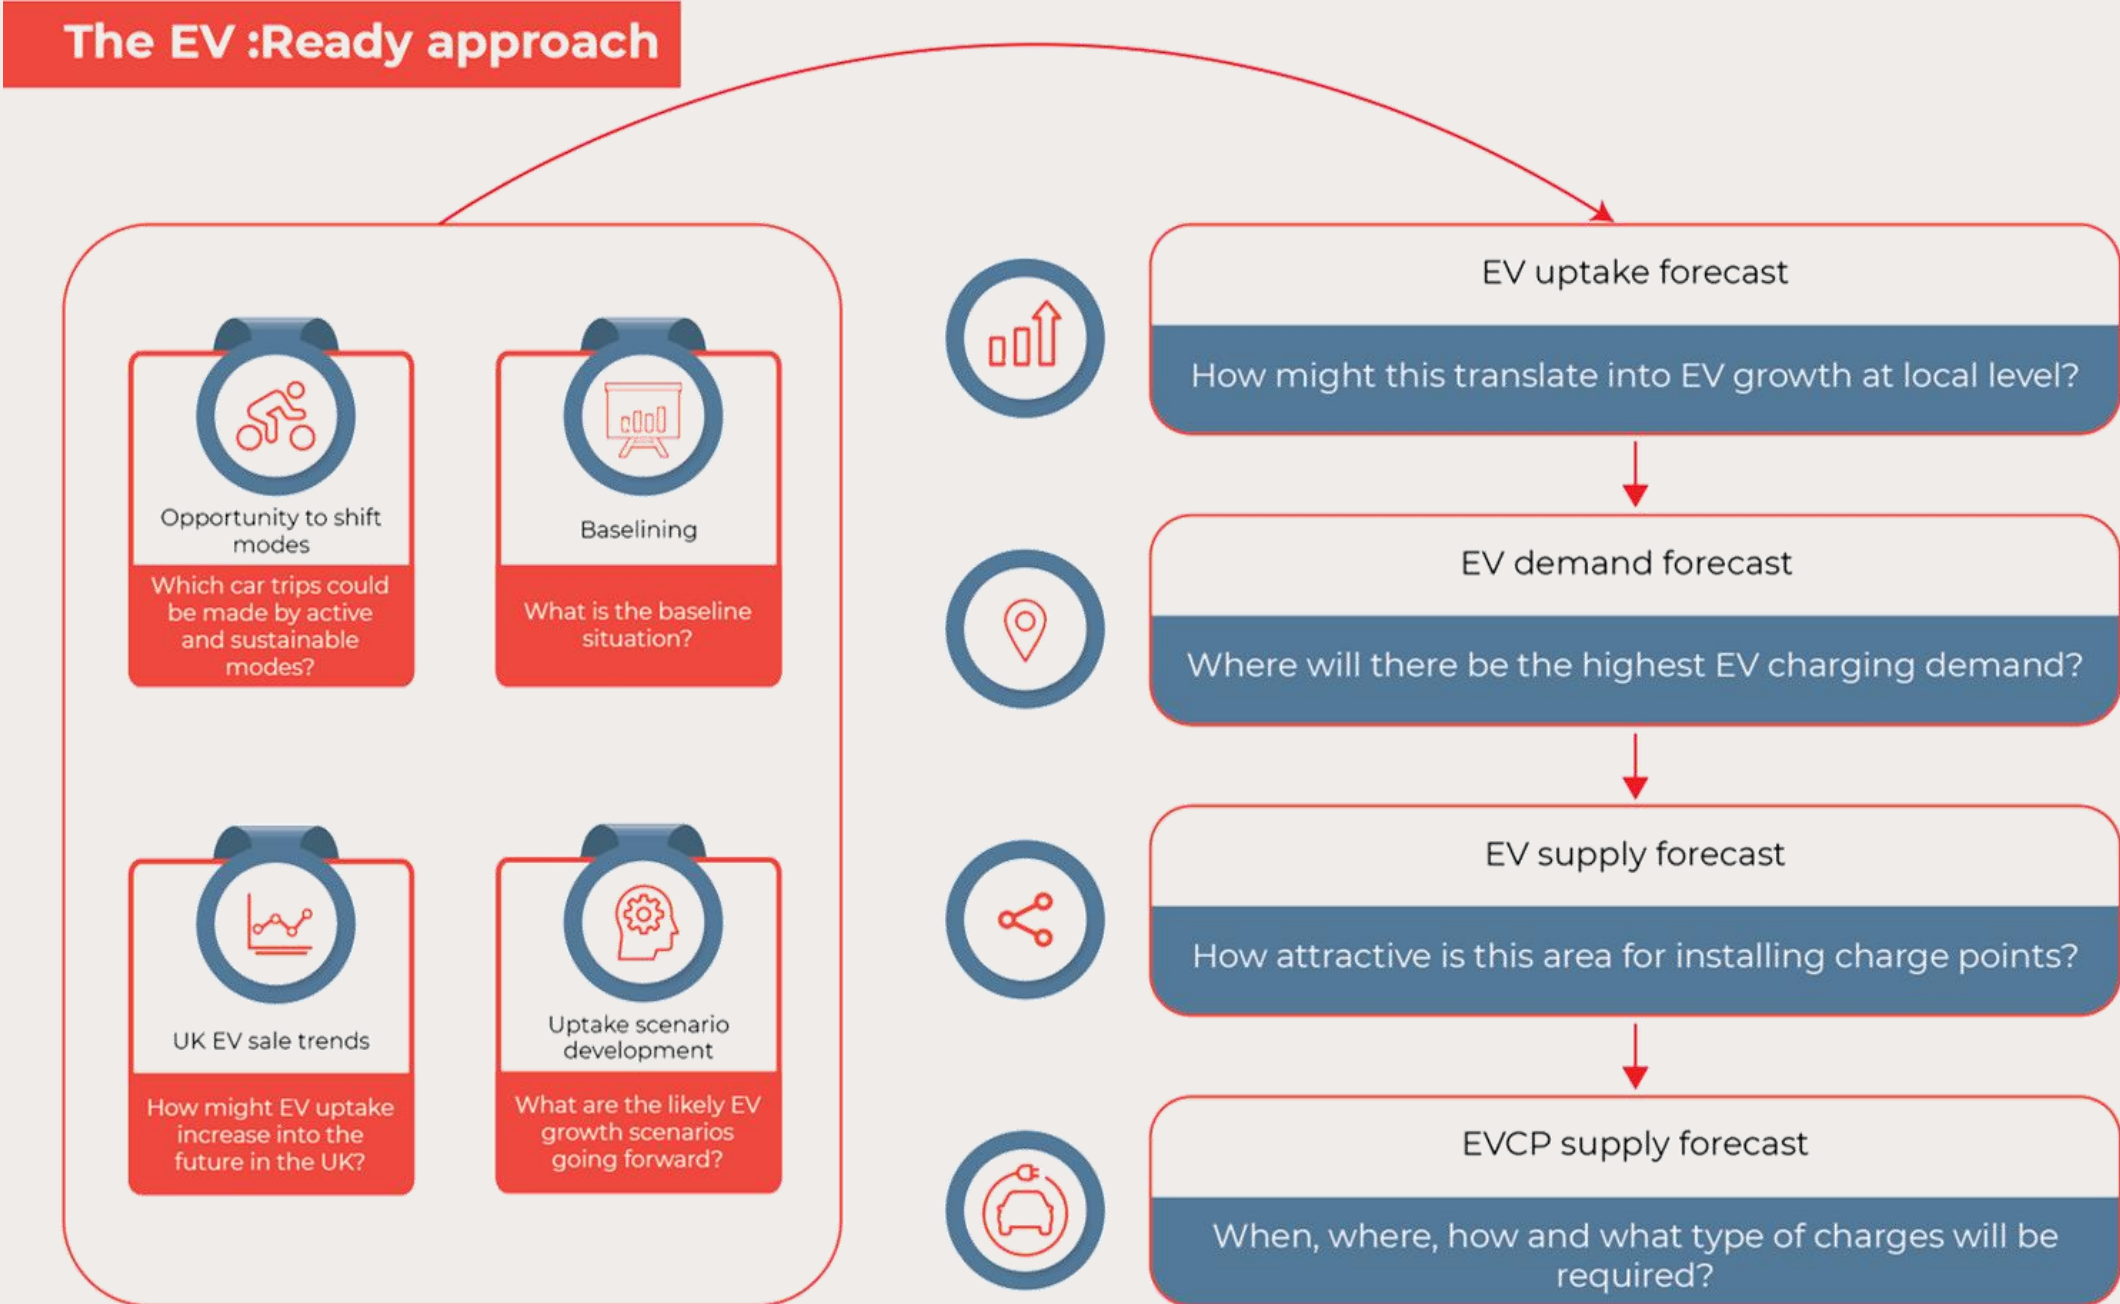 The EV :Ready approach
Opportunity to shift
modes
Which car trips could
be made by active
and sustainable
modes?
Baselining
What is the baseline
situation?
UK EV sale trends
How might EV uptake
increase into the
future in the UK?
Uptake scenario
development
What are the likely EV
growth scenarios
going forward?
EV uptake forecast
How might this translate into EV growth at local level?
EV demand forecast
Where will there be the highest EV charging demand?
EV supply forecast
How attractive is this area for installing charge points?
EVCP supply forecast
When, where, how and what type of charges will be
required?